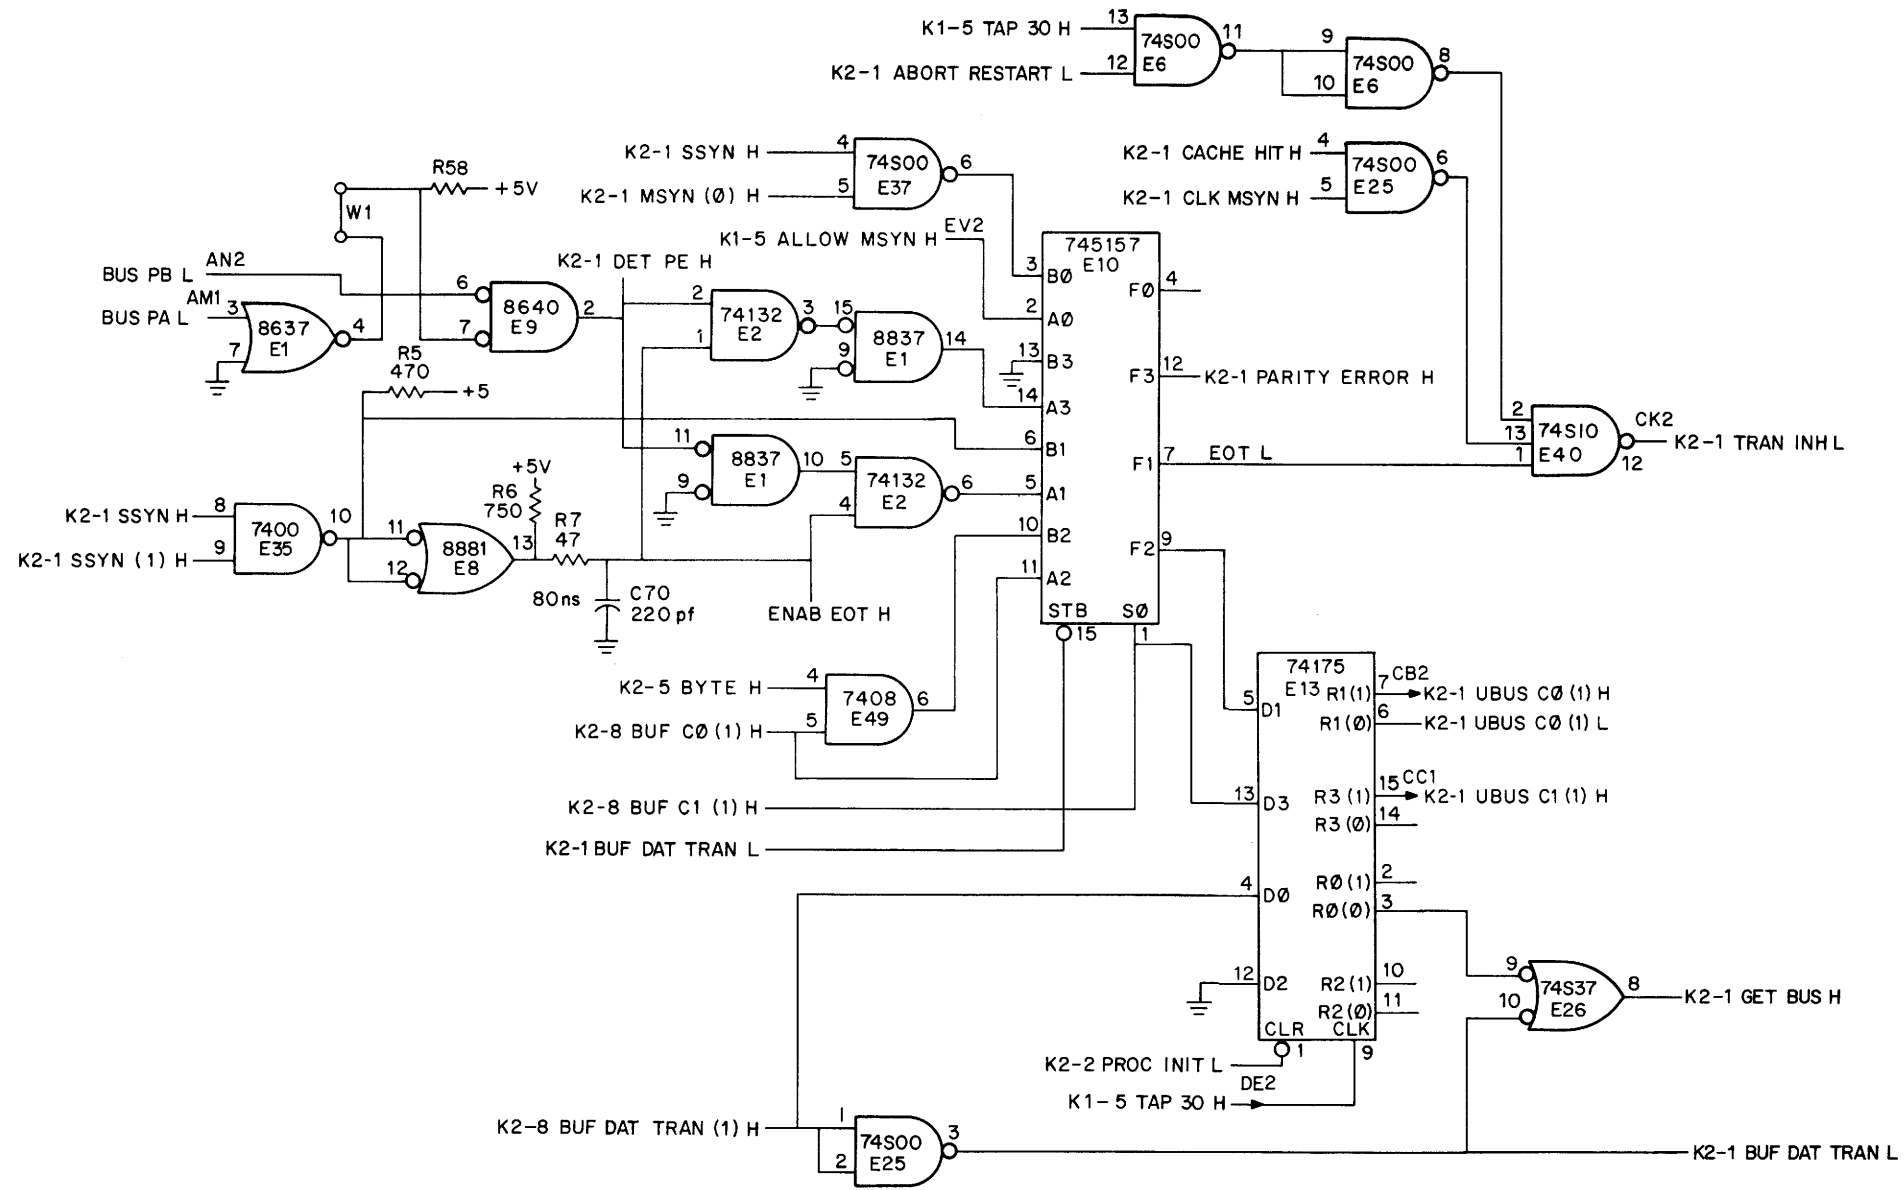 K1-5 TAP 30 H
13
12
74S00
E6
11
K2-1 ABORT RESTART L
9
10
74S00
E6
8
K2-1 SSYN H
4
K2-1 MSYN (Ø) H
5
74S00
E37
6
K2-1 CACHE HIT H
4
K2-1 CLK MSYN H
5
74S00
E25
6
R58
+5V
W1
K1-5 ALLOW MSYN H
EV2
BUS PB L
AN2
BUS PA L
AM1
3
7
8637
E1
4
6
7
8640
E9
2
K2-1 DET PE H
2
1
74132
E2
3
15
9
8837
E1
14
R5
470
+5
11
9
8837
E1
10
5
4
74132
E2
6
K2-1 SSYN H
8
K2-1 SSYN (1) H
9
7400
E35
10
11
12
8881
E8
13
+5V
R6
750
R7
47
80ns
C70
220 pf
ENAB EOT H
745157
E10
3
BØ
2
AØ
13
B3
14
A3
6
B1
5
A1
10
B2
11
A2
STB
15
SØ
1
FØ
4
F3
12
K2-1 PARITY ERROR H
F1
7
EOT L
F2
9
2
13
1
74S10
E40
12
CK2
K2-1 TRAN INH L
K2-5 BYTE H
4
K2-8 BUF CØ (1) H
5
7408
E49
6
K2-8 BUF C1 (1) H
K2-1 BUF DAT TRAN L
74175
E13
5
D1
13
D3
4
DØ
12
D2
CLR
1
CLK
9
R1(1)
7
CB2
K2-1 UBUS CØ (1) H
R1(Ø)
6
K2-1 UBUS CØ (1) L
R3(1)
15
CC1
K2-1 UBUS C1 (1) H
R3(Ø)
14
RØ(1)
2
RØ(Ø)
3
R2(1)
10
R2(Ø)
11
9
10
74S37
E26
8
K2-1 GET BUS H
K2-2 PROC INIT L
DE2
K1-5 TAP 30 H
K2-8 BUF DAT TRAN (1) H
1
2
74S00
E25
3
K2-1 BUF DAT TRAN L